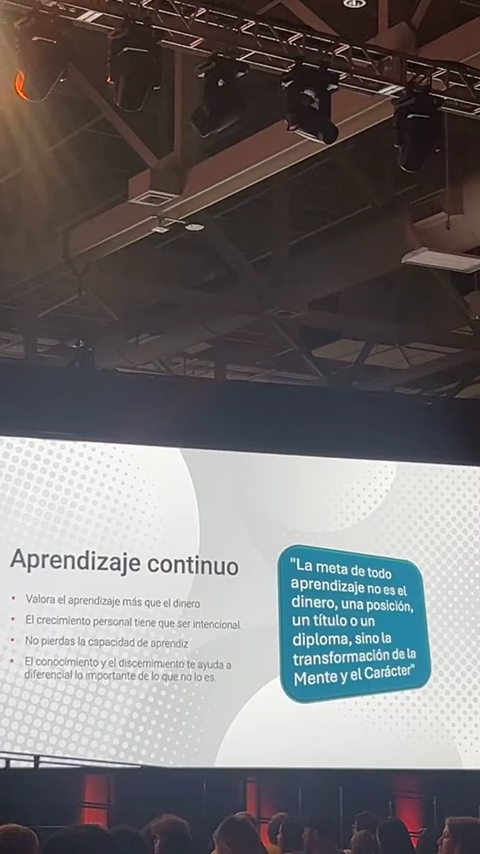 Aprendizaje continuo
• Valora el aprendizaje más que el dinero
• El crecimiento personal tiene que ser intencional
• No pierdas la capacidad de aprendiz
• El conocimiento y el discernimiento te ayuda a
diferencial lo importante de lo que no lo es.
"La meta de todo
aprendizaje no es el
dinero, una posición,
un título o un
diploma, sino la
transformación de la
Mente y el Carácter"